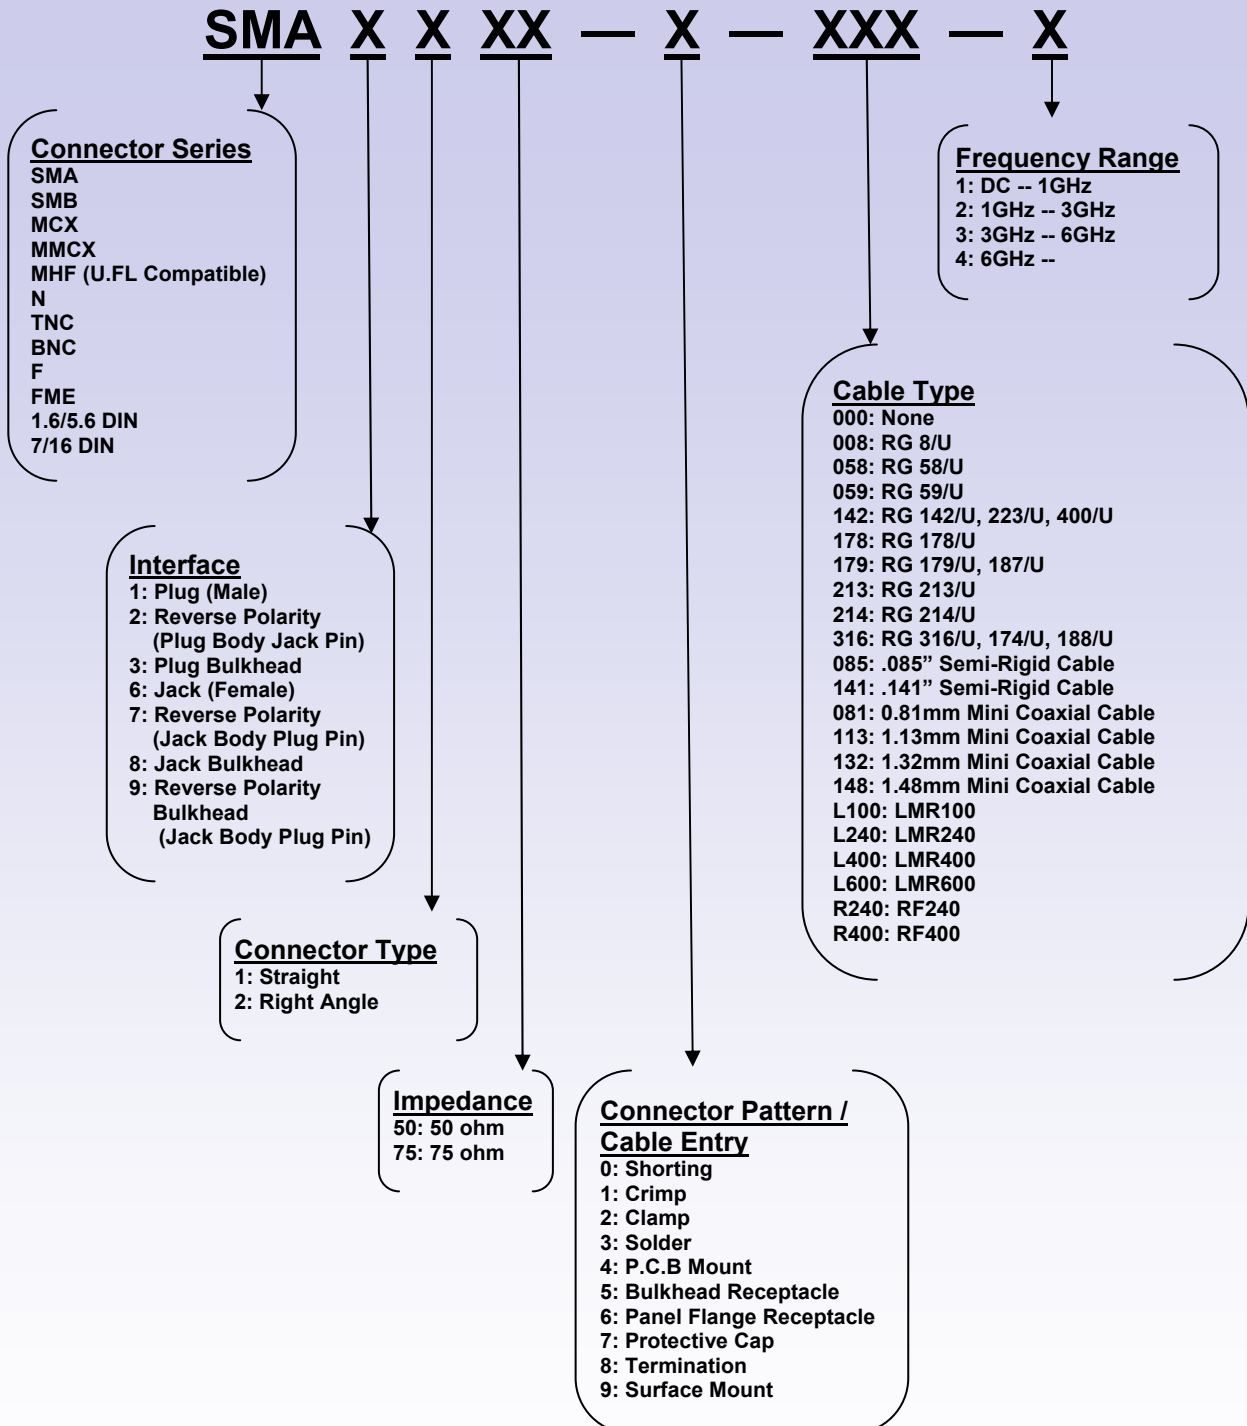 SMA X X XX — X — XXX — X
Connector Series
SMA
SMB
MCX
MMCX
MHF (U.FL Compatible)
N
TNC
BNC
F
FME
1.6/5.6 DIN
7/16 DIN
Frequency Range
1: DC -- 1GHz
2: 1GHz -- 3GHz
3: 3GHz -- 6GHz
4: 6GHz --
Cable Type
000: None
008: RG 8/U
058: RG 58/U
059: RG 59/U
142: RG 142/U, 223/U, 400/U
178: RG 178/U
179: RG 179/U, 187/U
213: RG 213/U
214: RG 214/U
316: RG 316/U, 174/U, 188/U
085: .085” Semi-Rigid Cable
141: .141” Semi-Rigid Cable
081: 0.81mm Mini Coaxial Cable
113: 1.13mm Mini Coaxial Cable
132: 1.32mm Mini Coaxial Cable
148: 1.48mm Mini Coaxial Cable
L100: LMR100
L240: LMR240
L400: LMR400
L600: LMR600
R240: RF240
R400: RF400
Interface
1: Plug (Male)
2: Reverse Polarity
(Plug Body Jack Pin)
3: Plug Bulkhead
6: Jack (Female)
7: Reverse Polarity
(Jack Body Plug Pin)
8: Jack Bulkhead
9: Reverse Polarity
Bulkhead
(Jack Body Plug Pin)
Connector Type
1: Straight
2: Right Angle
Impedance
50: 50 ohm
75: 75 ohm
Connector Pattern /
Cable Entry
0: Shorting
1: Crimp
2: Clamp
3: Solder
4: P.C.B Mount
5: Bulkhead Receptacle
6: Panel Flange Receptacle
7: Protective Cap
8: Termination
9: Surface Mount